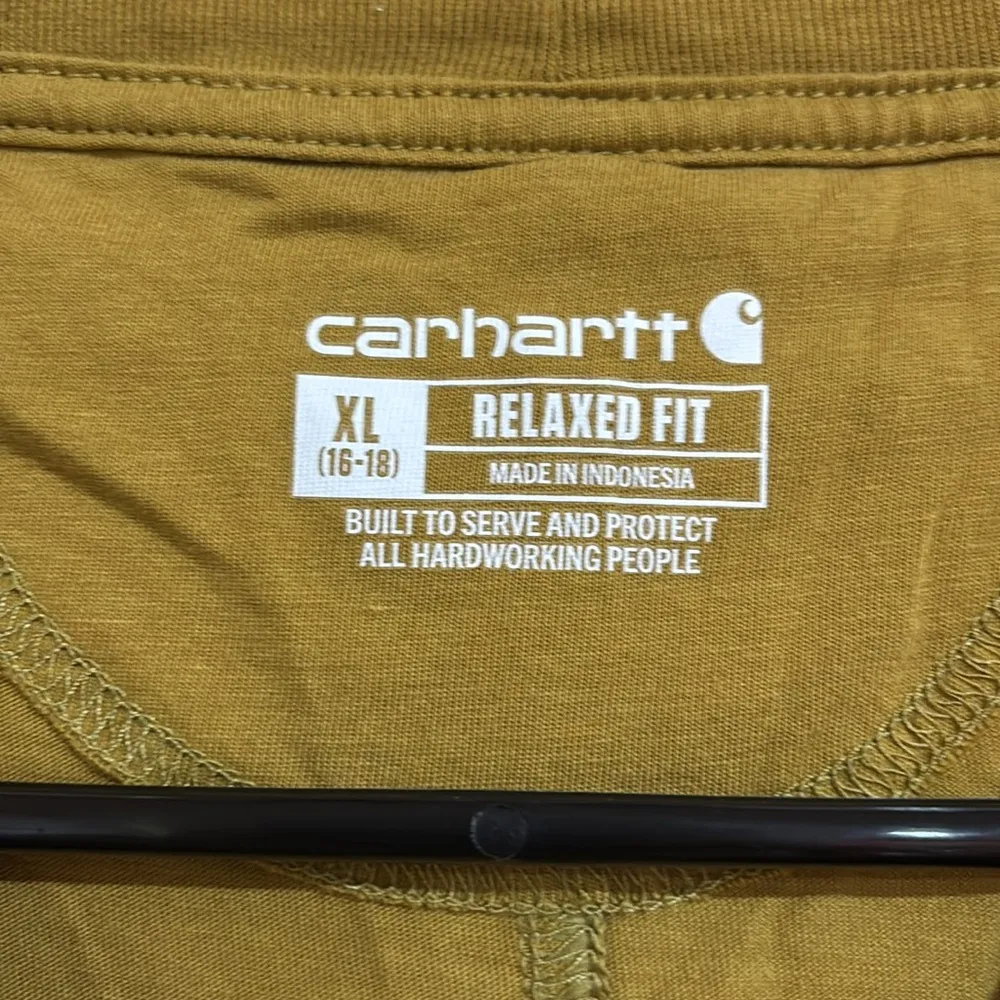 carhartt
XL
(16-18)
RELAXED FIT
MADE IN INDONESIA
BUILT TO SERVE AND PROTECT
ALL HARDWORKING PEOPLE